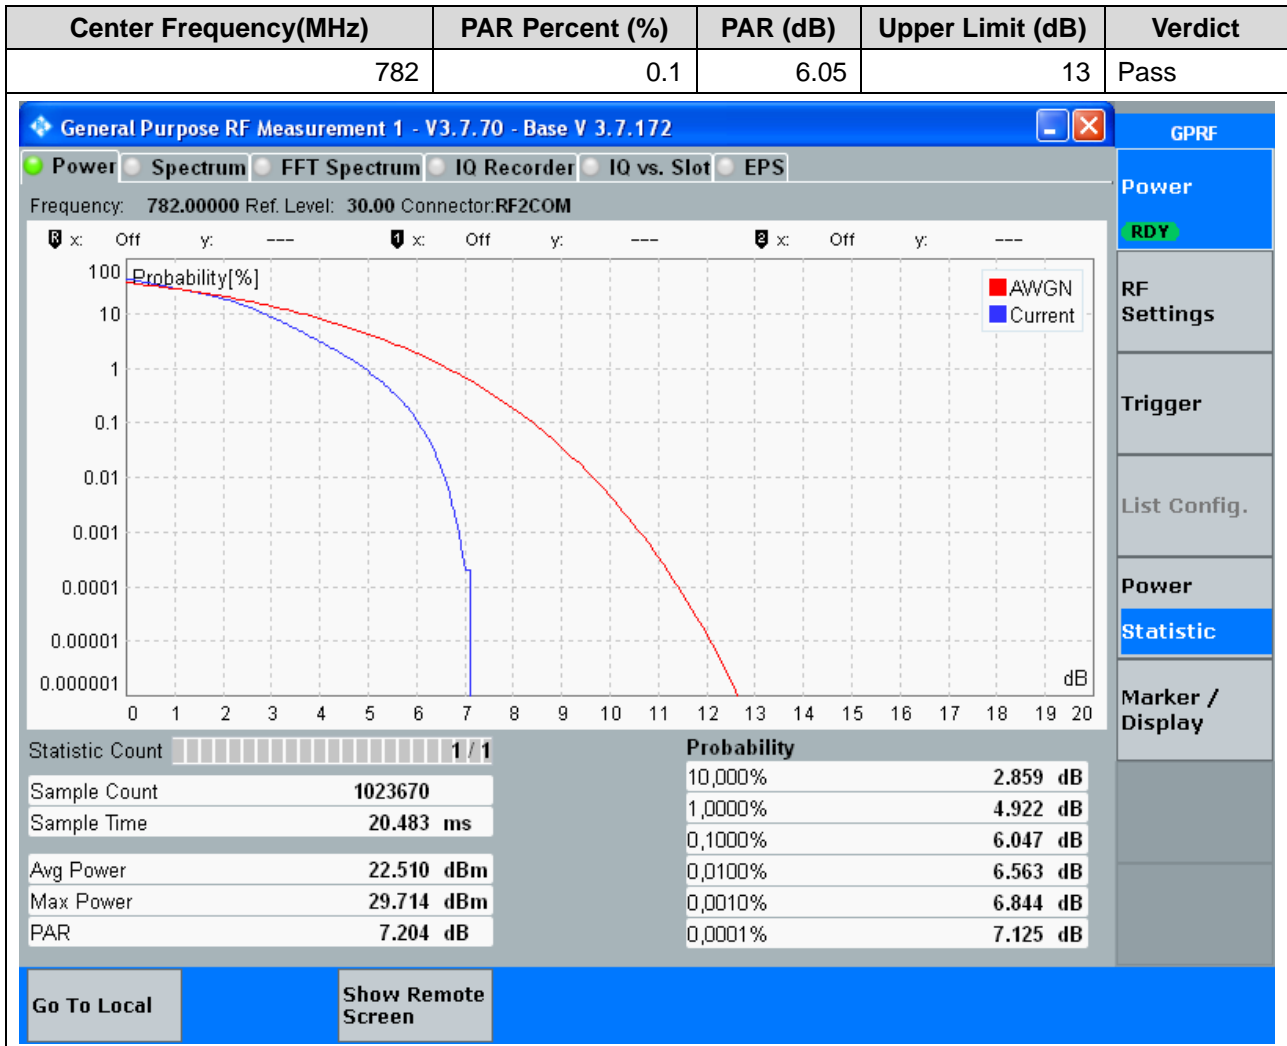 Center Frequency(MHz) PAR Percent (%) PAR (dB) Upper Limit (dB) Verdict
782 0.1 6.05 13 Pass
General Purpose RF Measurement 1 - V3.7.70 - Base V 3.7.172
GPRF
Power Spectrum FFT Spectrum IQ Recorder IQ vs. Slot EPS
Power
RDY
Frequency: 782.00000 Ref. Level: 30.00 Connector:RF2COM
R x: Off y: --- 1 x: Off y: --- 2 x: Off y: ---
Probability[%]
AWGN
Current
100
10
1
0.1
0.01
0.001
0.0001
0.00001
0.000001
dB
0 1 2 3 4 5 6 7 8 9 10 11 12 13 14 15 16 17 18 19 20
RF
Settings
Trigger
List Config.
Power
Statistic
Marker /
Display
Statistic Count 1 / 1
Sample Count 1023670
Sample Time 20.483 ms
Avg Power 22.510 dBm
Max Power 29.714 dBm
PAR 7.204 dB
Probability
10,000% 2.859 dB
1,0000% 4.922 dB
0,1000% 6.047 dB
0,0100% 6.563 dB
0,0010% 6.844 dB
0,0001% 7.125 dB
Go To Local
Show Remote
Screen